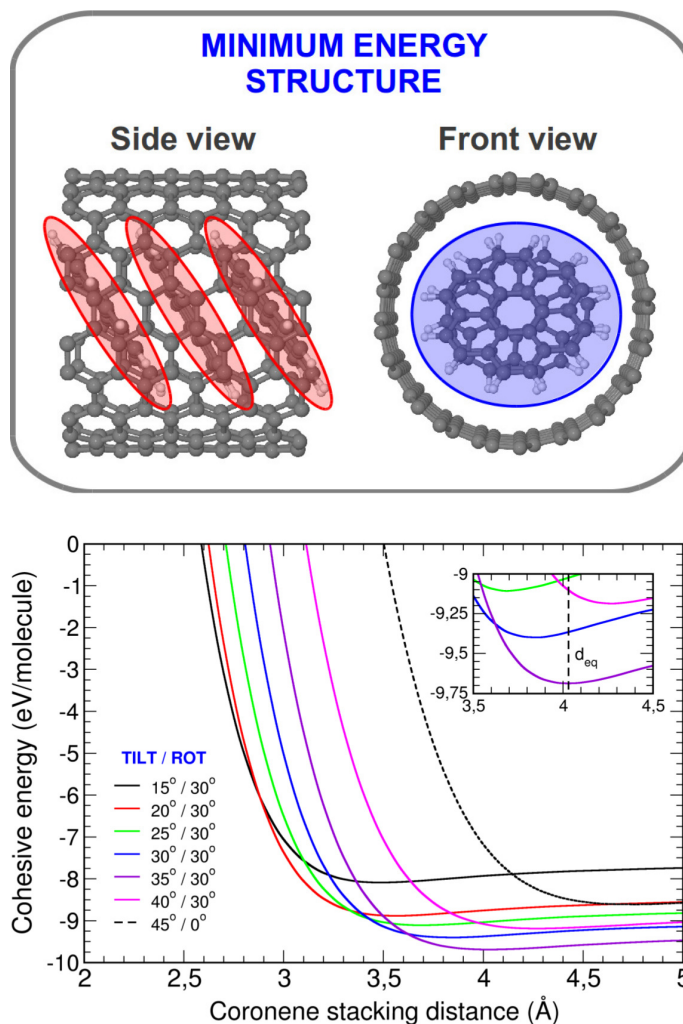 MINIMUM ENERGY
STRUCTURE
Side view
Front view
Cohesive energy (eV/molecule)
0
-1
-2
-3
-4
-5
-6
-7
-8
-9
-10
TILT / ROT
15° / 30°
20° / 30°
25° / 30°
30° / 30°
35° / 30°
40° / 30°
45° / 0°
-9
-9,25
-9,5
-9,75
3,5
4
4,5
d_eq
2
2,5
3
3,5
4
4,5
5
Coronene stacking distance (Å)